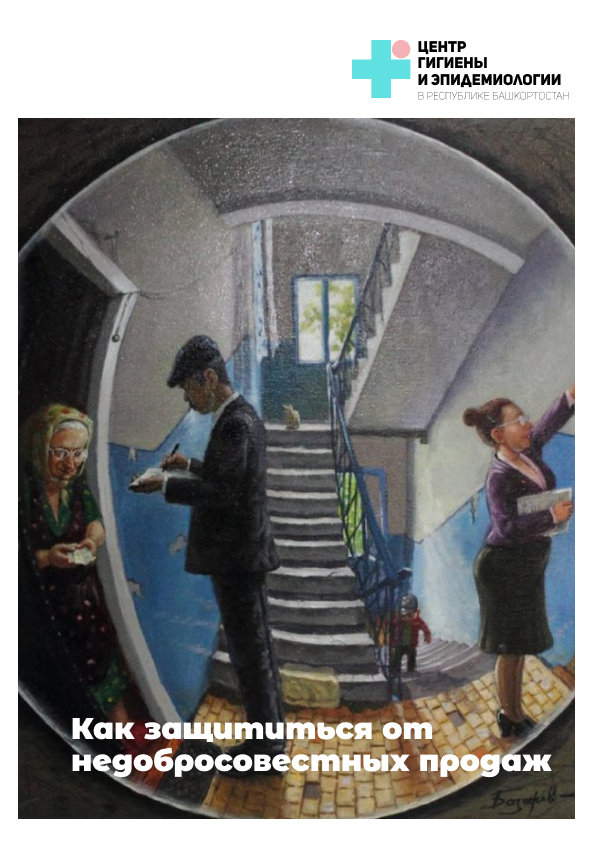 ЦЕНТР
ГИГИЕНЫ
И ЭПИДЕМИОЛОГИИ
В РЕСПУБЛИКЕ БАШКОРТОСТАН
Как защититься от
недобросовестных продаж